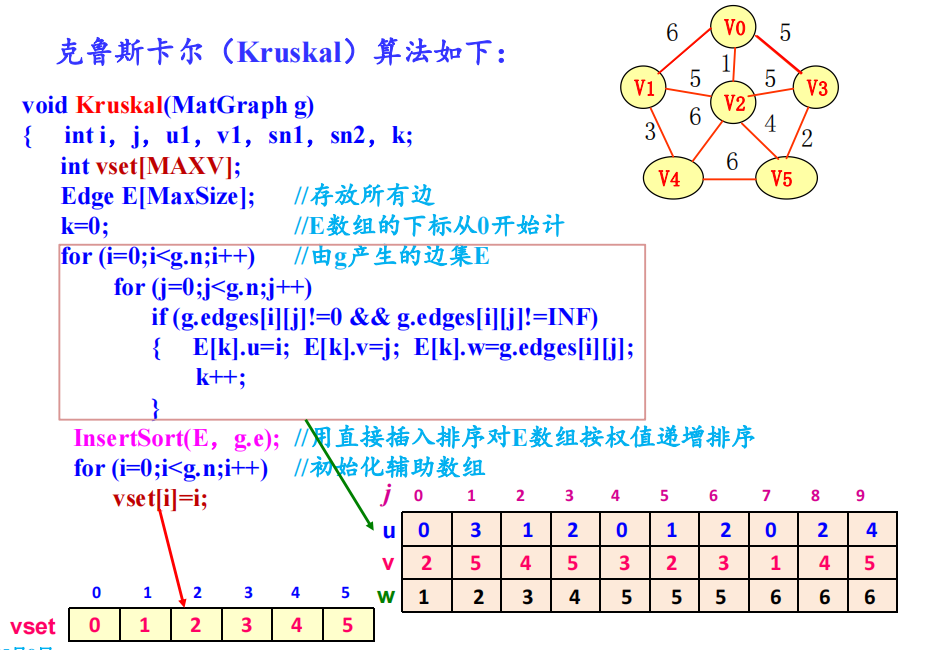 克鲁斯卡尔（Kruskal）算法如下：
void Kruskal(MatGraph g)
{ int i，j，u1，v1，sn1，sn2，k;
int vset[MAXV];
Edge E[MaxSize]; //存放所有边
k=0; //E数组的下标从0开始计
for (i=0;i<g.n;i++) //由g产生的边集E
for (j=0;j<g.n;j++)
if (g.edges[i][j]!=0 && g.edges[i][j]!=INF)
{ E[k].u=i; E[k].v=j; E[k].w=g.edges[i][j];
k++;
}
InsertSort(E，g.e); //用直接插入排序对E数组按权值递增排序
for (i=0;i<g.n;i++) //初始化辅助数组
vset[i]=i;
V0
6 5
1
V1 5 5 V3
V2
6 4
3 2
6
V4 V5
j 0 1 2 3 4 5 6 7 8 9
u 0 3 1 2 0 1 2 0 2 4
v 2 5 4 5 3 2 3 1 4 5
w 1 2 3 4 5 5 5 6 6 6
0 1 2 3 4 5
vset 0 1 2 3 4 5